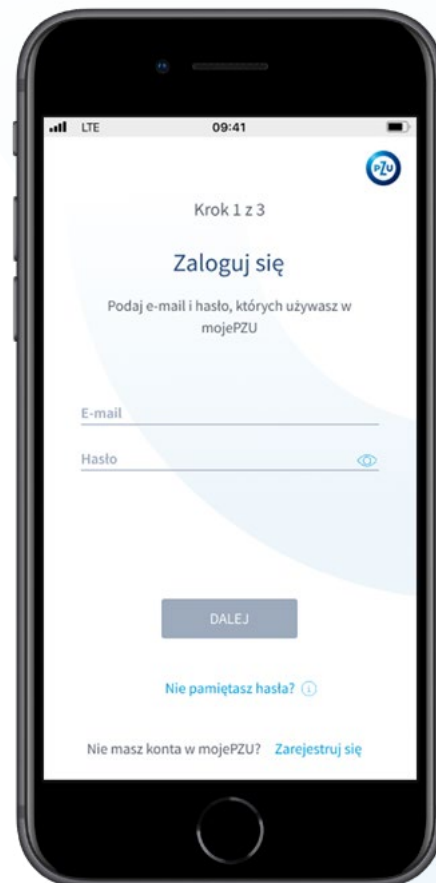 LTE 09:41
PZU
Krok 1 z 3
Zaloguj się
Podaj e-mail i hasło, których używasz w
mojePZU
E-mail
Hasło
DALEJ
Nie pamiętasz hasła? i
Nie masz konta w mojePZU? Zarejestruj się